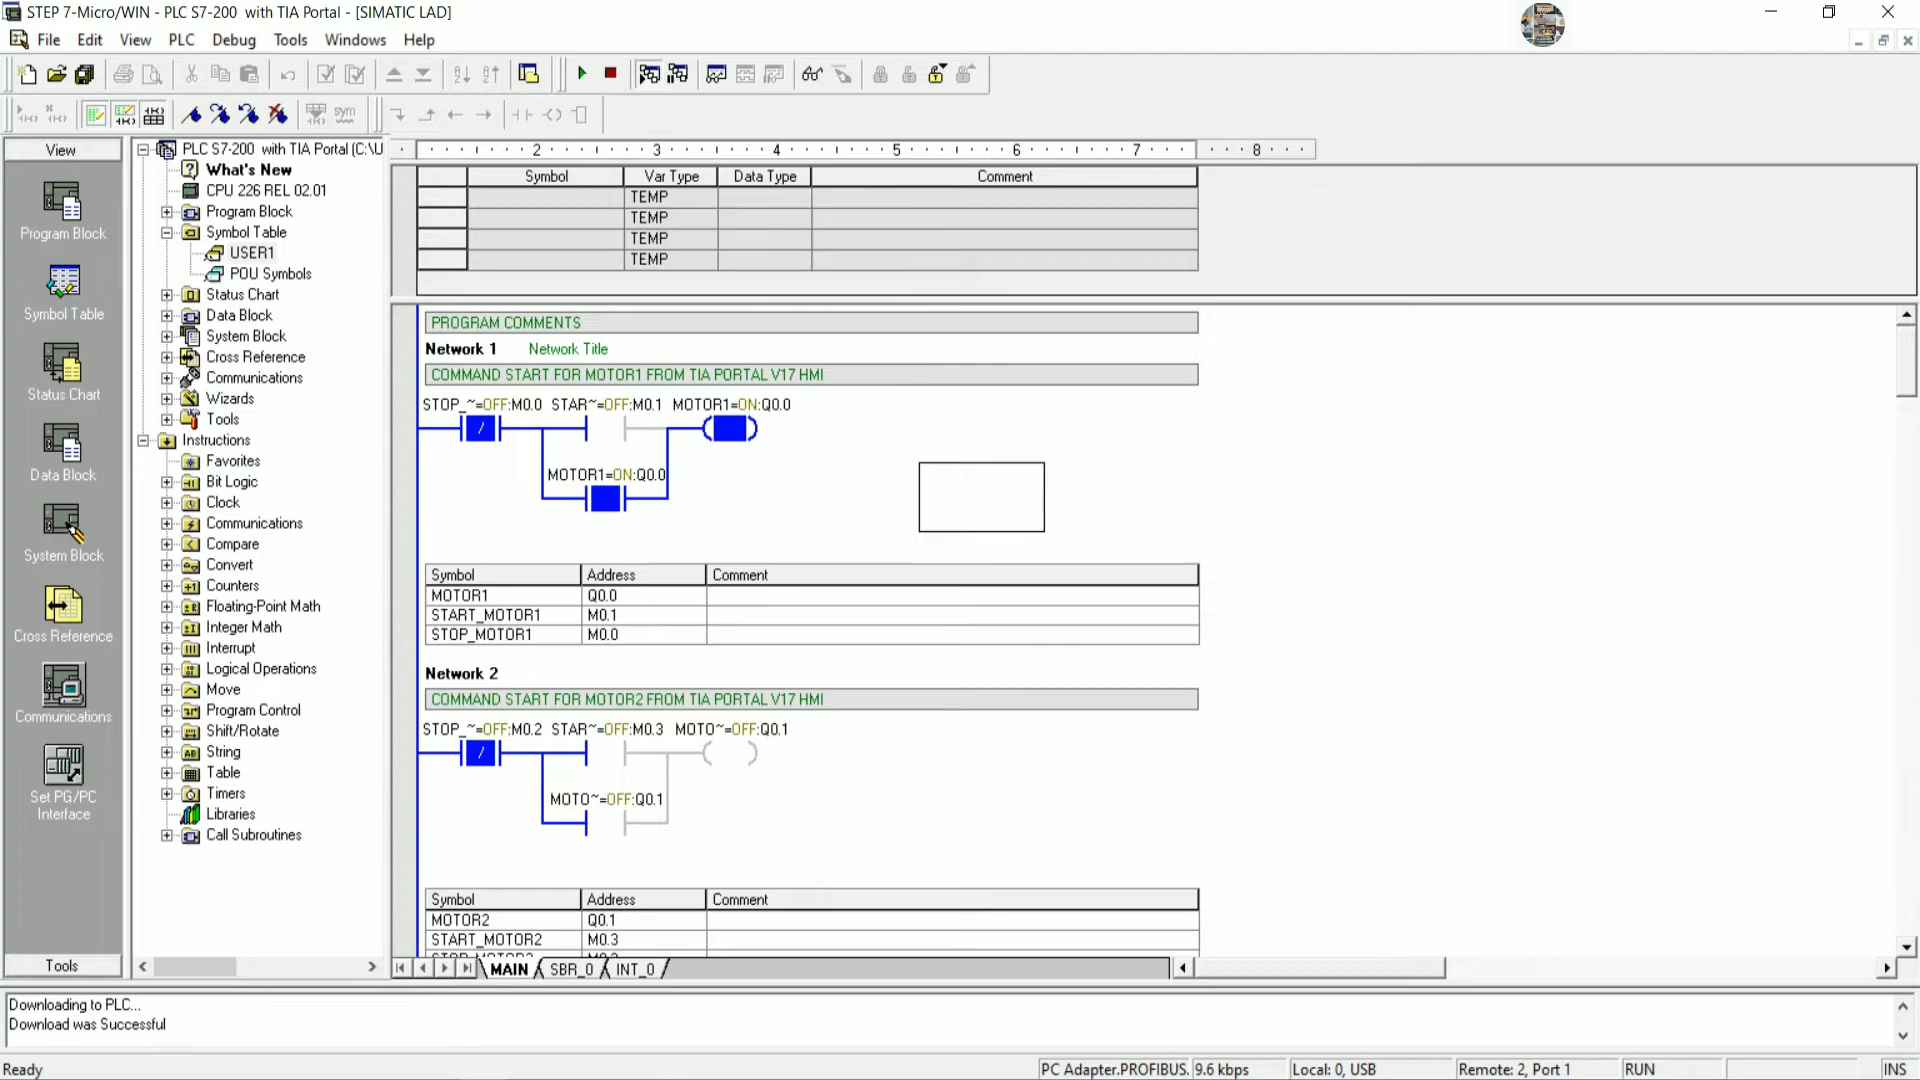 STEP 7-Micro/WIN - PLC S7-200  with TIA Portal - [SIMATIC LAD]
File Edit View PLC Debug Tools Windows Help
sym
View
Program Block
Symbol Table
Status Chart
Data Block
System Block
Cross Reference
Communications
Set PG/PC
Interface
Tools
PLC S7-200  with TIA Portal (C:\U
What's New
CPU 226 REL 02.01
Program Block
Symbol Table
USER1
POU Symbols
Status Chart
Data Block
System Block
Cross Reference
Communications
Wizards
Tools
Instructions
Favorites
Bit Logic
Clock
Communications
Compare
Convert
Counters
Floating-Point Math
Integer Math
Interrupt
Logical Operations
Move
Program Control
Shift/Rotate
String
Table
Timers
Libraries
Call Subroutines
2 3 4 5 6 7 8
Symbol Var Type Data Type Comment
TEMP
TEMP
TEMP
TEMP
PROGRAM COMMENTS
Network 1 Network Title
COMMAND START FOR MOTOR1 FROM TIA PORTAL V17 HMI
STOP_~=OFF:M0.0 STAR~=OFF:M0.1 MOTOR1=ON:Q0.0
/
MOTOR1=ON:Q0.0
Symbol Address Comment
MOTOR1 Q0.0
START_MOTOR1 M0.1
STOP_MOTOR1 M0.0
Network 2
COMMAND START FOR MOTOR2 FROM TIA PORTAL V17 HMI
STOP_~=OFF:M0.2 STAR~=OFF:M0.3 MOTO~=OFF:Q0.1
/
MOTO~=OFF:Q0.1
Symbol Address Comment
MOTOR2 Q0.1
START_MOTOR2 M0.3
MAIN SBR_0 INT_0
Downloading to PLC...
Download was Successful
Ready PC Adapter.PROFIBUS. 9.6 kbps Local: 0, USB Remote: 2, Port 1 RUN INS